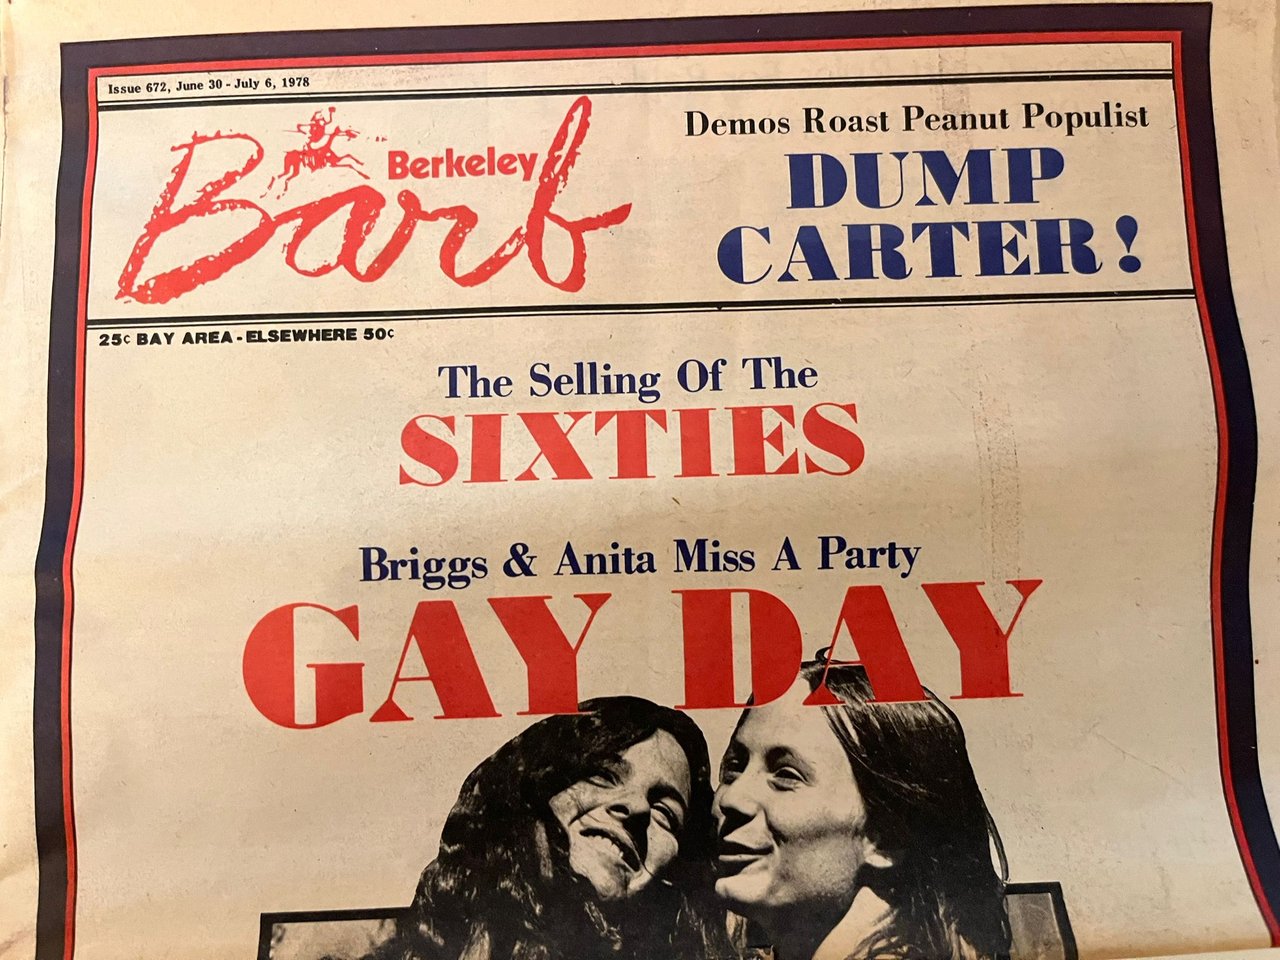 Issue 672, June 30 - July 6, 1978
Berkeley
Barb
Demos Roast Peanut Populist
DUMP
CARTER!
25¢ BAY AREA - ELSEWHERE 50¢
The Selling Of The
SIXTIES
Briggs & Anita Miss A Party
GAY DAY